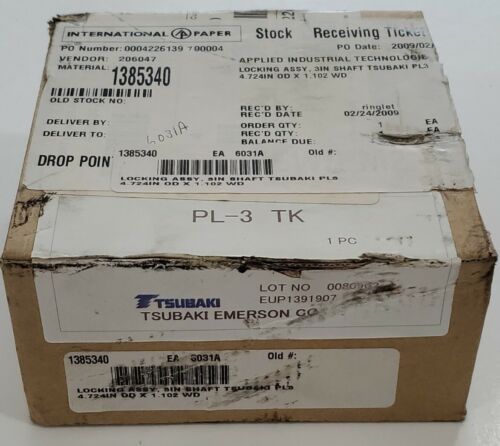 INTERNATIONAL PAPER Stock Receiving Ticket
PO Number: 0004226139 700004 PO Date: 2009/02/
VENDOR: 206047 APPLIED INDUSTRIAL TECHNOLOGIE
MATERIAL: 1385340 LOCKING ASSY, 3IN SHAFT TSUBAKI PL3
4.724IN OD X 1.102 WD
OLD STOCK NO:
REC'D BY: ringlet
REC'D DATE 02/24/2009
DELIVER BY: ORDER QTY: 1 EA
DELIVER TO: 6031A REC'D QTY: EA
BALANCE DUE:
DROP POIN
1385340 EA 6031A Old #:
LOCKING ASSY, 3IN SHAFT TSUBAKI PL3
4.724IN OD X 1.102 WD
PL-3 TK
1 PC
LOT NO
TSUBAKI EUP1391907
TSUBAKI EMERSON CO
1385340 EA 6031A Old #:
LOCKING ASSY, 3IN SHAFT TSUBAKI PL3
4.724IN OD X 1.102 WD